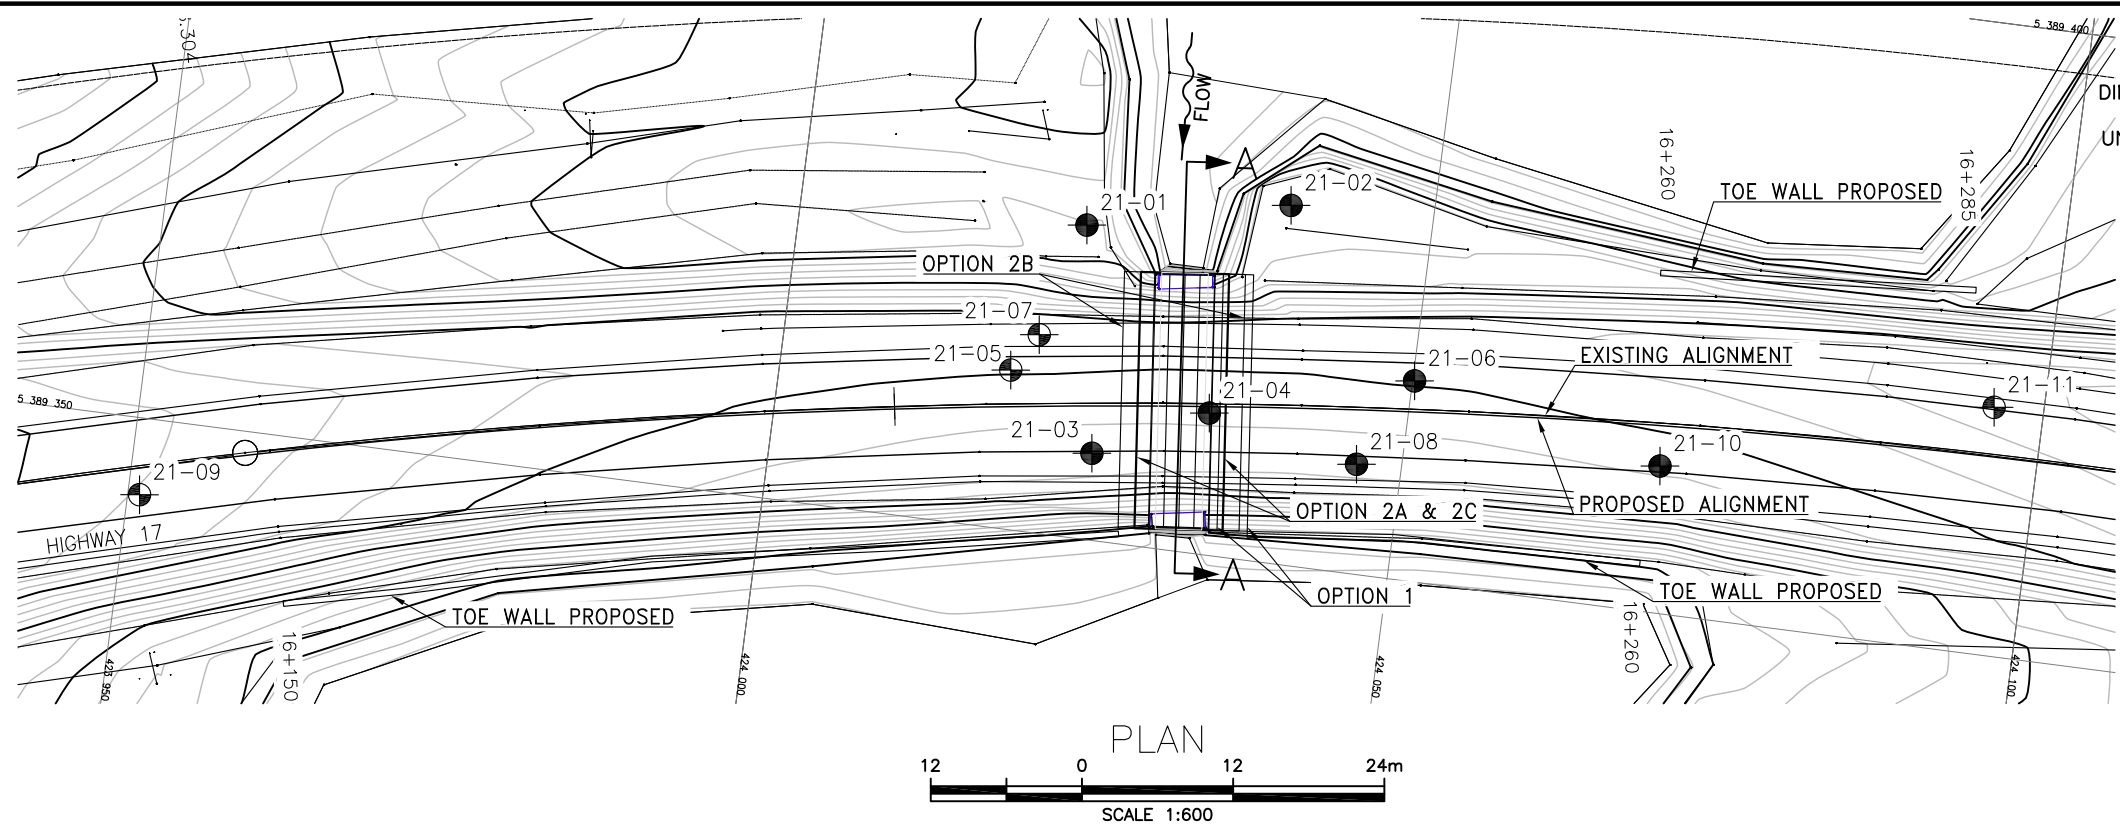 5 389 400
FLOW
A
21-01
21-02
16+260
16+285
TOE WALL PROPOSED
OPTION 2B
21-07
21-05
21-06
EXISTING ALIGNMENT
21-11
5 389 350
21-04
21-03
21-08
21-10
21-09
OPTION 2A & 2C
PROPOSED ALIGNMENT
HIGHWAY 17
A
OPTION 1
TOE WALL PROPOSED
TOE WALL PROPOSED
16+150
16+260
423 950
424 000
424 050
424 100
PLAN
12 0 12 24m
SCALE 1:600